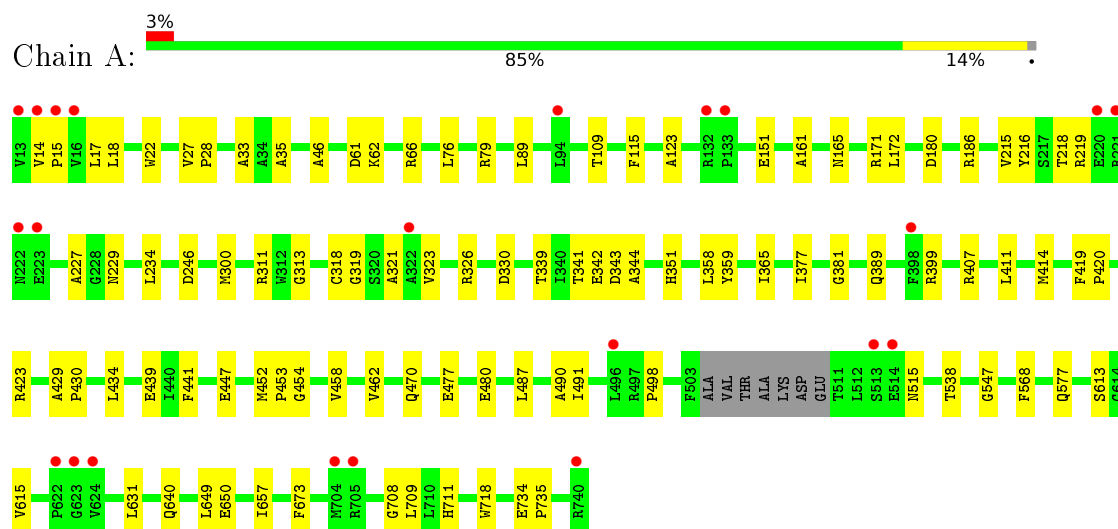 3%
Chain A:
85% 14% •
V13 V14 P15 V16 L17 L18 W22 V27 P28 A33 A34 A35 A46 D61 K62 R66 L76 R79 L89 L94 T109 F115 A123 R132 P133 E151 A161 N165 R171 L172 D180 R186 V215 Y216 S217 T218 R219 E220 R221
N222 E223 A227 G228 N229 L234 D246 M300 R311 W312 G313 C318 G319 S320 A321 A322 V323 R326 D330 T339 I340 T341 E342 D343 A344 H351 L358 Y359 I365 I377 G381 Q389 F398 R399 R407 L411 M414 F419 P420
R423 A429 P430 L434 E439 I440 F441 E447 M452 P453 G454 V458 V462 Q470 E477 E480 L487 A490 I491 L496 R497 P498 F503 ALA VAL THR ALA LYS ASP GLU T511 L512 S513 E514 N515 T538 G547 F568 Q577 S613 G614
V615 P622 G623 V624 L631 Q640 L649 E650 I657 F673 M704 R705 G708 L709 L710 H711 W718 E734 P735 R740